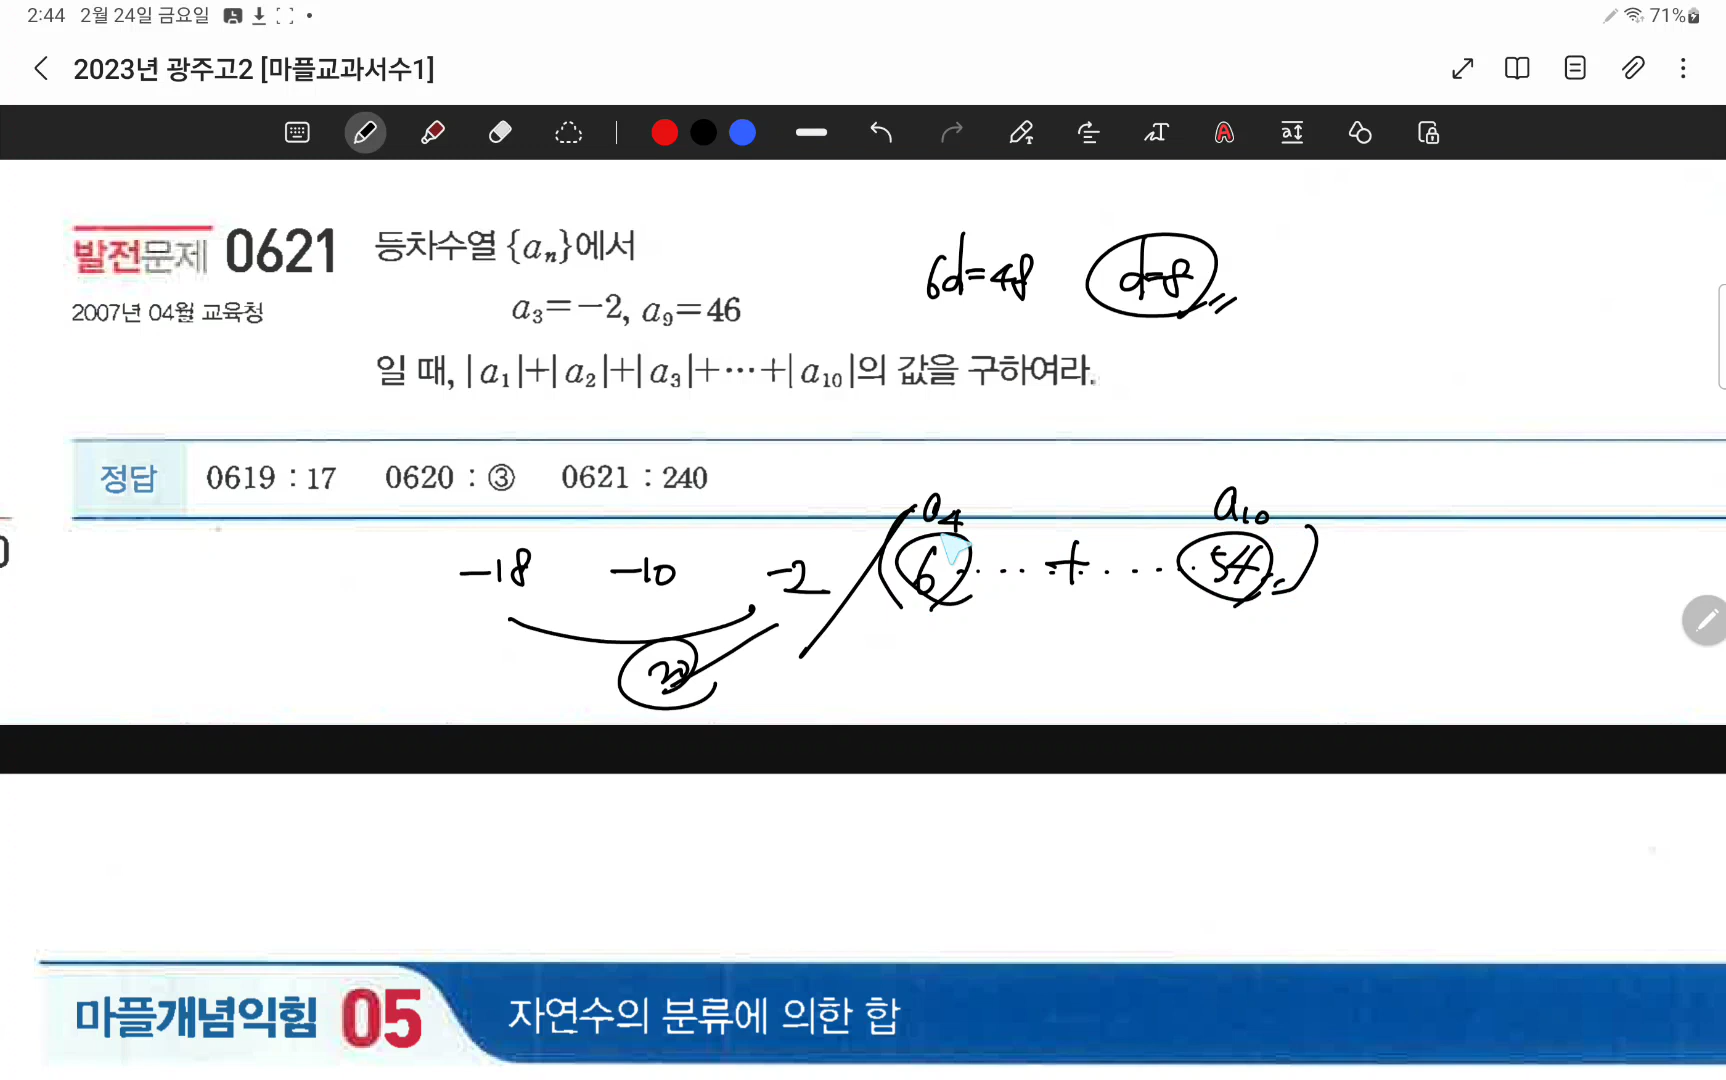 2:44 2월 24일 금요일
71%
2023년 광주고2 [마플교과서수1]
발전문제 0621 등차수열 {aₙ}에서
2007년 04월 교육청
a₃=−2, a₉=46
일 때, |a₁|+|a₂|+|a₃|+⋯+|a₁₀|의 값을 구하여라.
6d=48 d=8
정답 0619 : 17 0620 : ③ 0621 : 240
a₄ a₁₀
−18 −10 −2 (6 ⋯ + ⋯ 54)
마플개념익힘 05 자연수의 분류에 의한 합